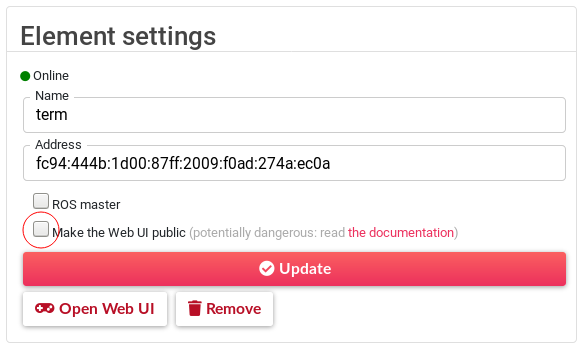 Element settings
Online
Name
term
Address
fc94:444b:1d00:87ff:2009:f0ad:274a:ec0a
ROS master
Make the Web UI public (potentially dangerous: read the documentation)
Update
Open Web UI Remove